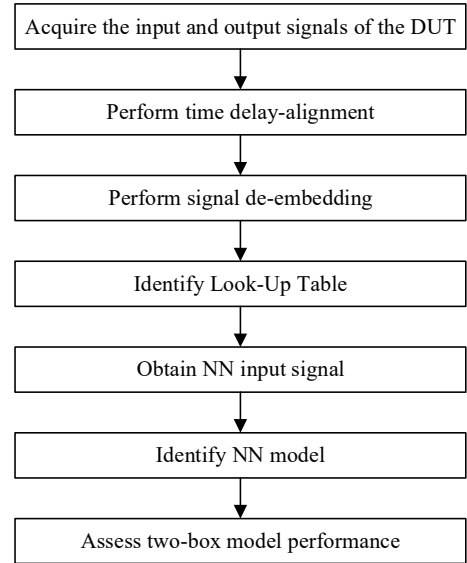 Acquire the input and output signals of the DUT
Perform time delay-alignment
Perform signal de-embedding
Identify Look-Up Table
Obtain NN input signal
Identify NN model
Assess two-box model performance